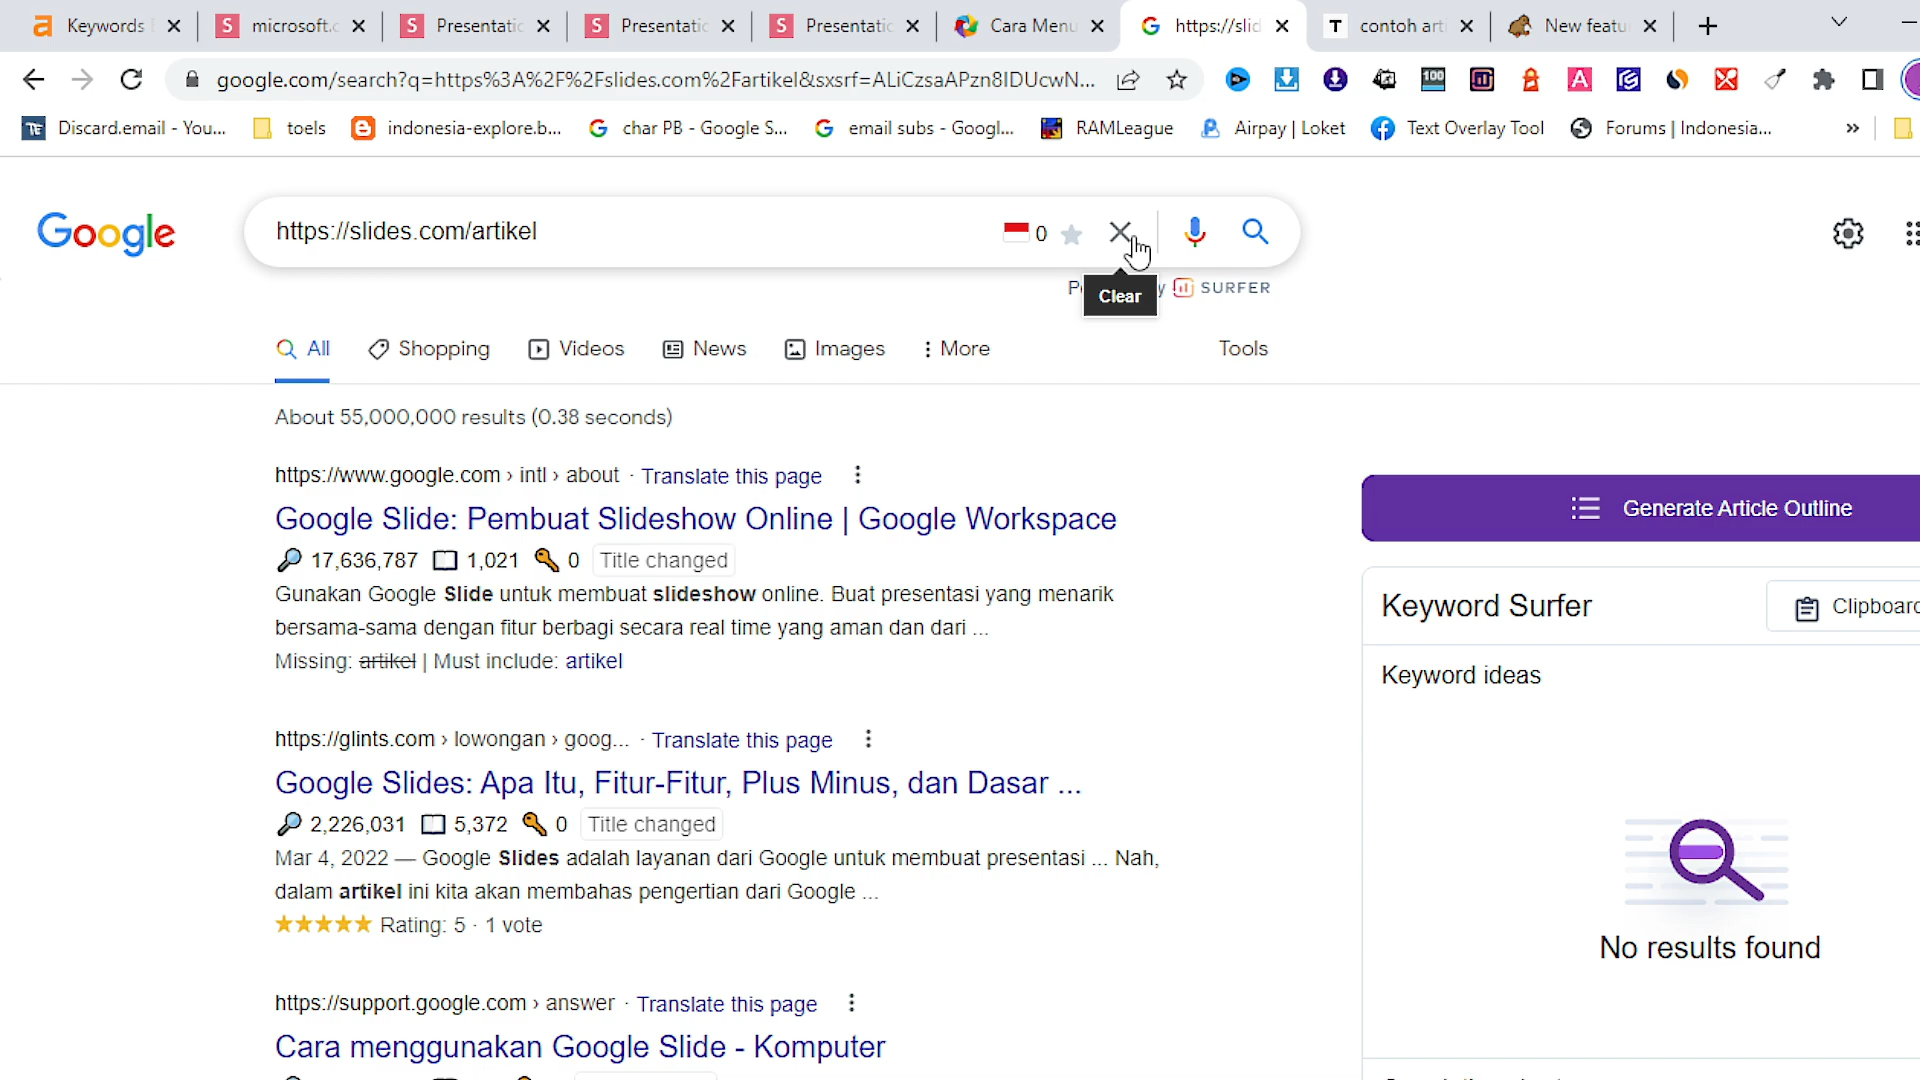 Keywords
microsoft.c
Presentatio
Presentatio
Presentatio
Cara Menu
https://slid
contoh arti
New featu
google.com/search?q=https%3A%2F%2Fslides.com%2Fartikel&sxsrf=ALiCzsaAPzn8IDUcwN...
Discard.email - You...
toels
indonesia-explore.b...
char PB - Google S...
email subs - Googl...
RAMLeague
Airpay | Loket
Text Overlay Tool
Forums | Indonesia...
»
Google
https://slides.com/artikel
0
SURFER
Clear
All
Shopping
Videos
News
Images
More
Tools
About 55,000,000 results (0.38 seconds)
https://www.google.com › intl › about · Translate this page
Google Slide: Pembuat Slideshow Online | Google Workspace
17,636,787 1,021 0 Title changed
Gunakan Google Slide untuk membuat slideshow online. Buat presentasi yang menarik
bersama-sama dengan fitur berbagi secara real time yang aman dan dari ...
Missing: artikel | Must include: artikel
https://glints.com › lowongan › goog... · Translate this page
Google Slides: Apa Itu, Fitur-Fitur, Plus Minus, dan Dasar ...
2,226,031 5,372 0 Title changed
Mar 4, 2022 — Google Slides adalah layanan dari Google untuk membuat presentasi ... Nah,
dalam artikel ini kita akan membahas pengertian dari Google ...
Rating: 5 · 1 vote
https://support.google.com › answer · Translate this page
Cara menggunakan Google Slide - Komputer
Generate Article Outline
Keyword Surfer
Clipboard
Keyword ideas
No results found